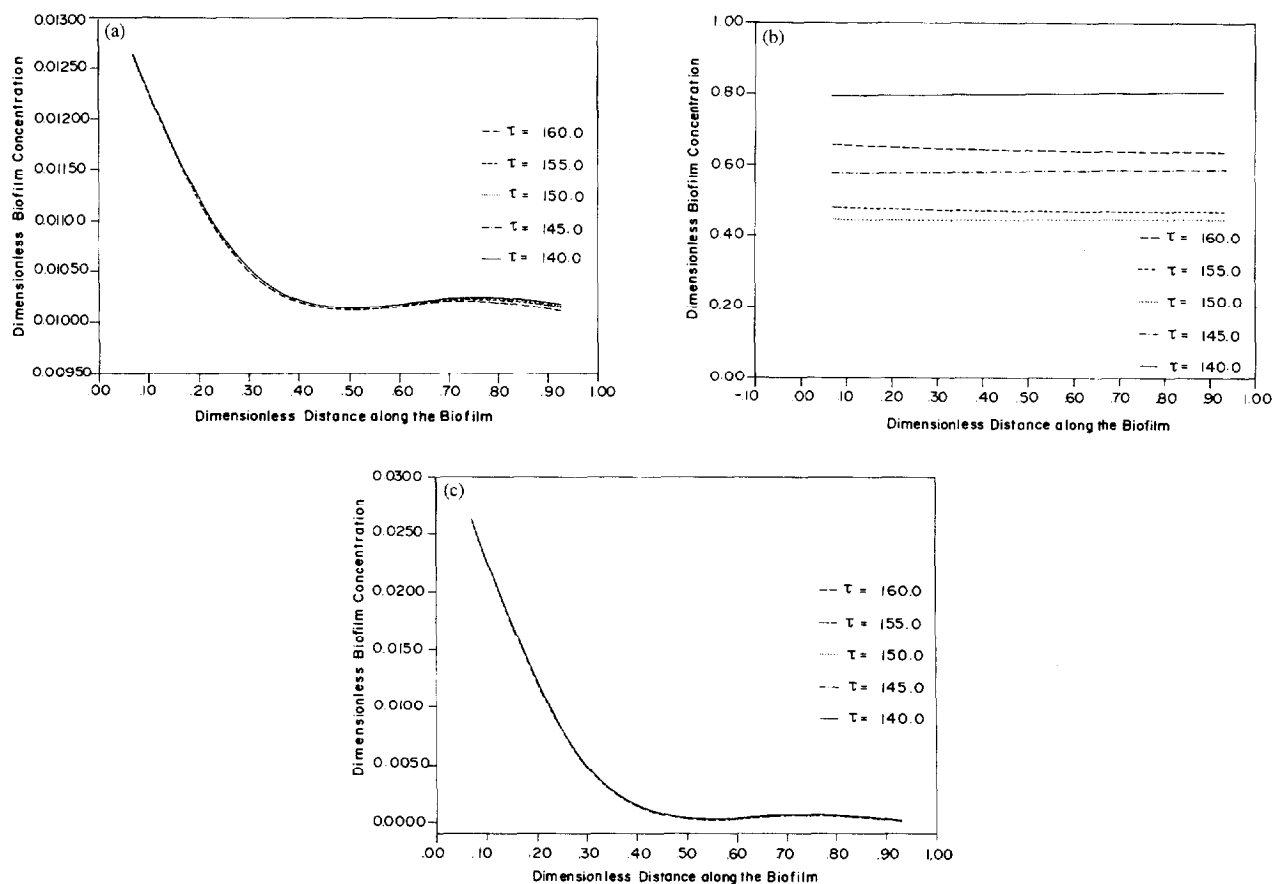 (a)
Dimensionless Biofilm Concentration
0.01300
0.01250
0.01200
0.01150
0.01100
0.01050
0.01000
0.00950
τ = 160.0
τ = 155.0
τ = 150.0
τ = 145.0
τ = 140.0
.00 .10 .20 .30 .40 .50 .60 .70 .80 .90 1.00
Dimensionless Distance along the Biofilm
(b)
Dimensionless Biofilm Concentration
1.00
0.80
0.60
0.40
0.20
0.00
τ = 160.0
τ = 155.0
τ = 150.0
τ = 145.0
τ = 140.0
-.10 .00 .10 .20 .30 .40 .50 .60 .70 .80 .90 1.00
Dimensionless Distance along the Biofilm
(c)
Dimensionless Biofilm Concentration
0.0300
0.0250
0.0200
0.0150
0.0100
0.0050
0.0000
τ = 160.0
τ = 155.0
τ = 150.0
τ = 145.0
τ = 140.0
.00 .10 .20 .30 .40 .50 .60 .70 .80 .90 1.00
Dimensionless Distance along the Biofilm